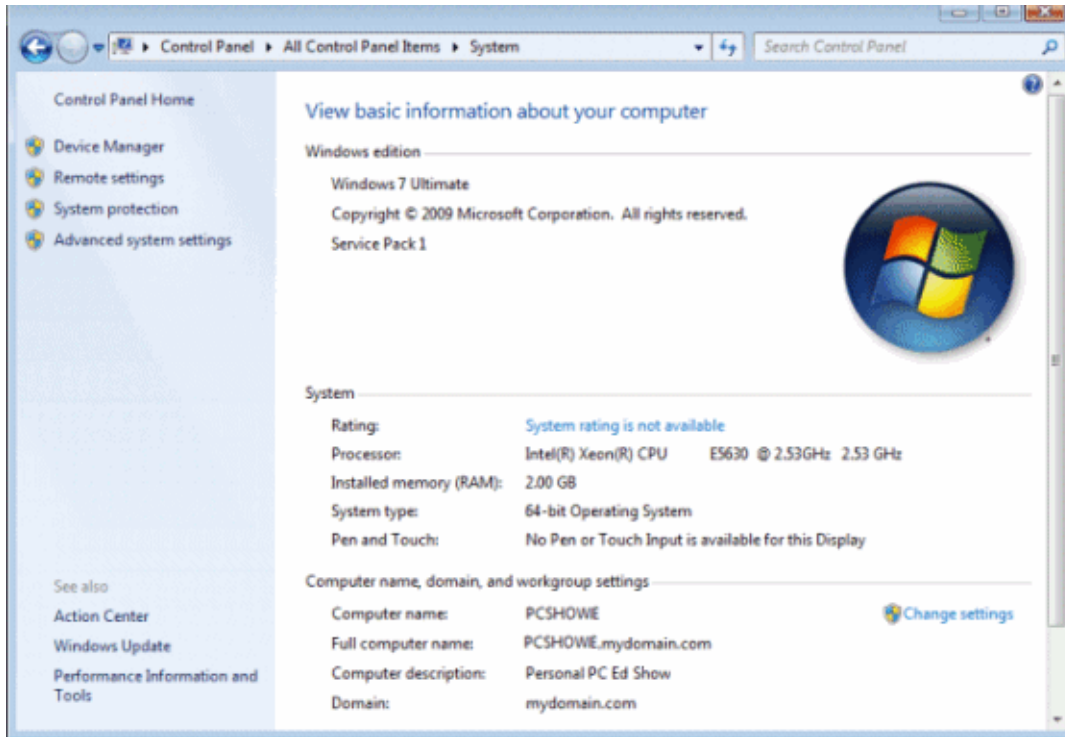 Control Panel ▸ All Control Panel Items ▸ System
Search Control Panel
Control Panel Home
Device Manager
Remote settings
System protection
Advanced system settings
See also
Action Center
Windows Update
Performance Information and
Tools
View basic information about your computer
Windows edition
Windows 7 Ultimate
Copyright © 2009 Microsoft Corporation. All rights reserved.
Service Pack 1
System
Rating: System rating is not available
Processor: Intel(R) Xeon(R) CPU E5630 @ 2.53GHz 2.53 GHz
Installed memory (RAM): 2.00 GB
System type: 64-bit Operating System
Pen and Touch: No Pen or Touch Input is available for this Display
Computer name, domain, and workgroup settings
Computer name: PCSHOWE
Change settings
Full computer name: PCSHOWE.mydomain.com
Computer description: Personal PC Ed Show
Domain: mydomain.com